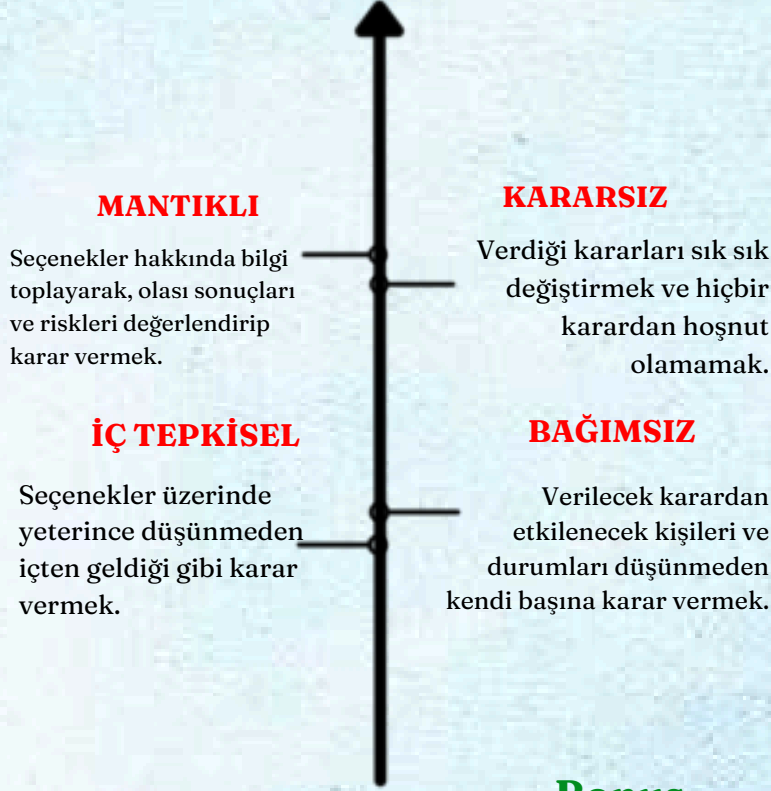 MANTIKLI
Seçenekler hakkında bilgi
toplayarak, olası sonuçları
ve riskleri değerlendirip
karar vermek.
KARARSIZ
Verdiği kararları sık sık
değiştirmek ve hiçbir
karardan hoşnut
olamamak.
İÇ TEPKİSEL
Seçenekler üzerinde
yeterince düşünmeden
içten geldiği gibi karar
vermek.
BAĞIMSIZ
Verilecek karardan
etkilenecek kişileri ve
durumları düşünmeden
kendi başına karar vermek.